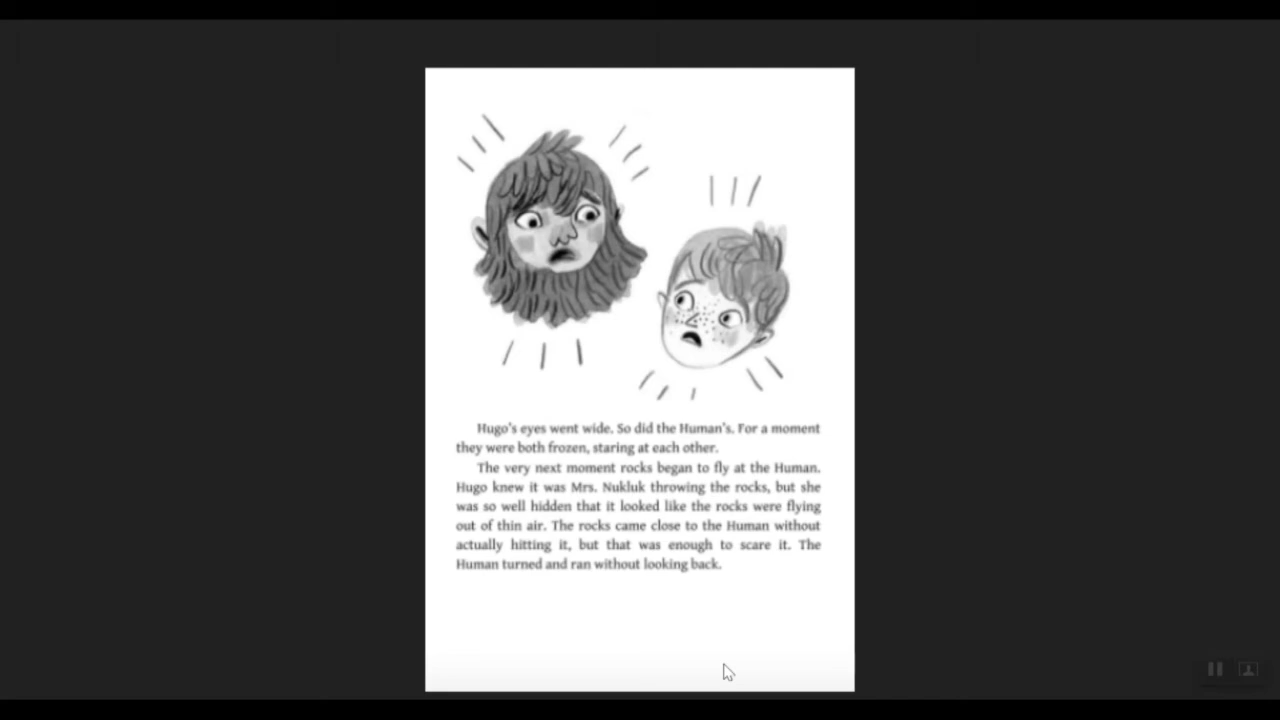 Hugo's eyes went wide. So did the Human's. For a moment
they were both frozen, staring at each other.
The very next moment rocks began to fly at the Human.
Hugo knew it was Mrs. Nukluk throwing the rocks, but she
was so well hidden that it looked like the rocks were flying
out of thin air. The rocks came close to the Human without
actually hitting it, but that was enough to scare it. The
Human turned and ran without looking back.